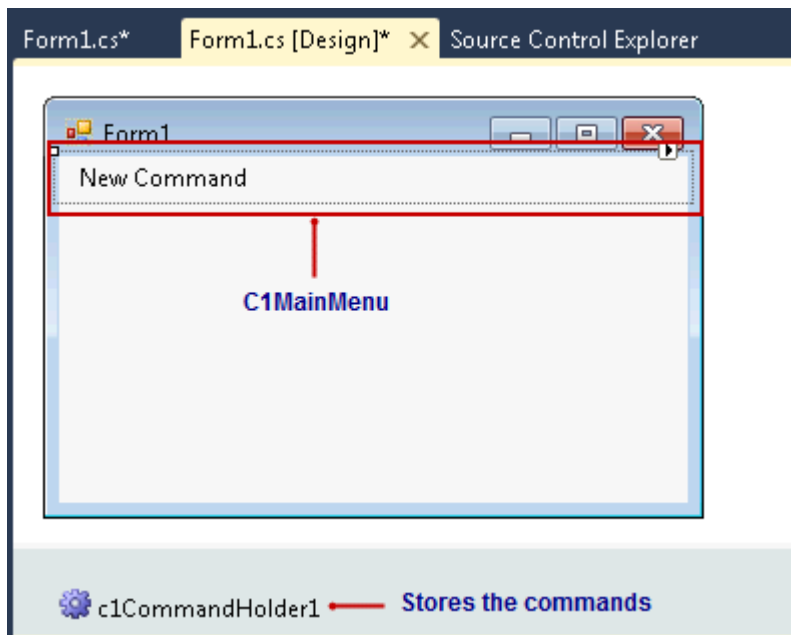 Form1.cs* Form1.cs [Design]* Source Control Explorer
Form1
New Command
C1MainMenu
c1CommandHolder1 Stores the commands